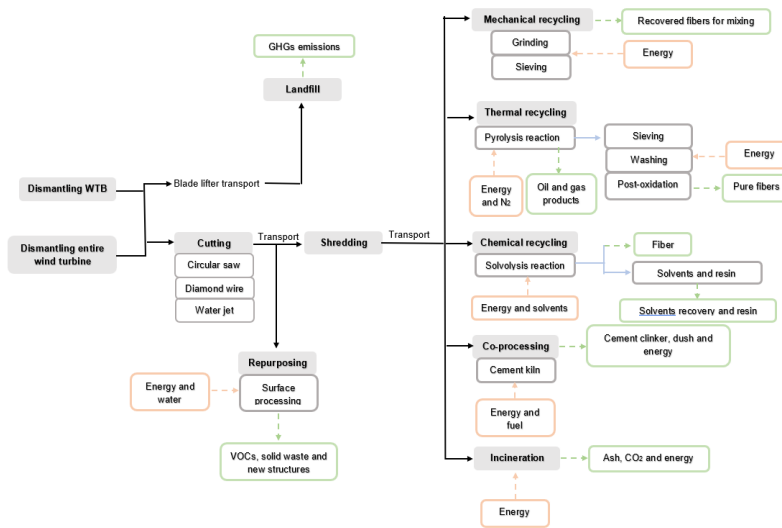 Mechanical recycling
Recovered fibers for mixing
Grinding
Sieving
Energy
GHGs emissions
Landfill
Thermal recycling
Pyrolysis reaction
Sieving
Washing
Post-oxidation
Energy
Energy
and N2
Oil and gas
products
Pure fibers
Dismantling WTB
Blade lifter transport
Dismantling entire
wind turbine
Cutting
Circular saw
Diamond wire
Water jet
Transport
Shredding
Transport
Chemical recycling
Solvolysis reaction
Fiber
Solvents and resin
Energy and solvents
Solvents recovery and resin
Repurposing
Surface
processing
Energy and
water
VOCs, solid waste and
new structures
Co-processing
Cement kiln
Cement clinker, dush and
energy
Energy and
fuel
Incineration
Ash, CO2 and energy
Energy